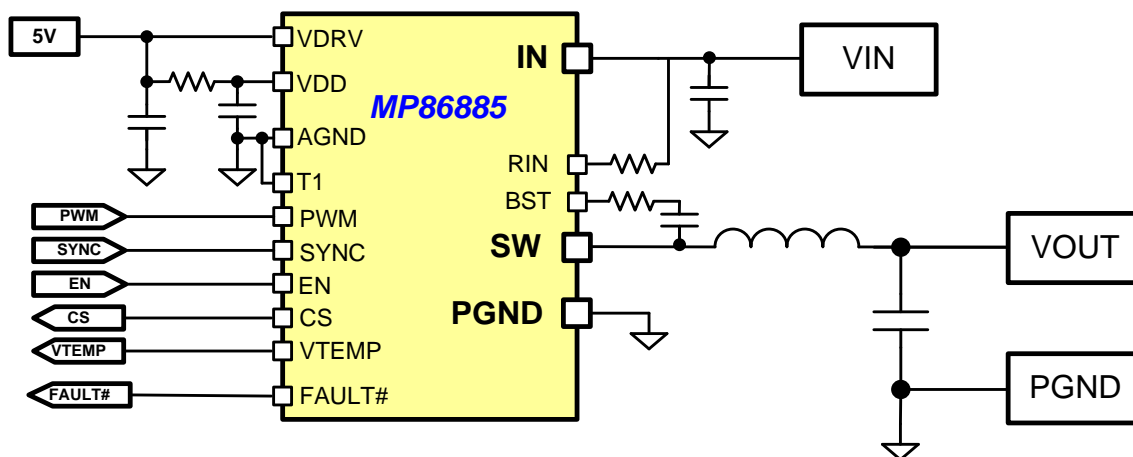 5V
VDRV
VDD
AGND
T1
PWM
PWM
SYNC
SYNC
EN
EN
CS
CS
VTEMP
VTEMP
FAULT#
FAULT#
MP86885
IN
RIN
BST
SW
PGND
VIN
VOUT
PGND